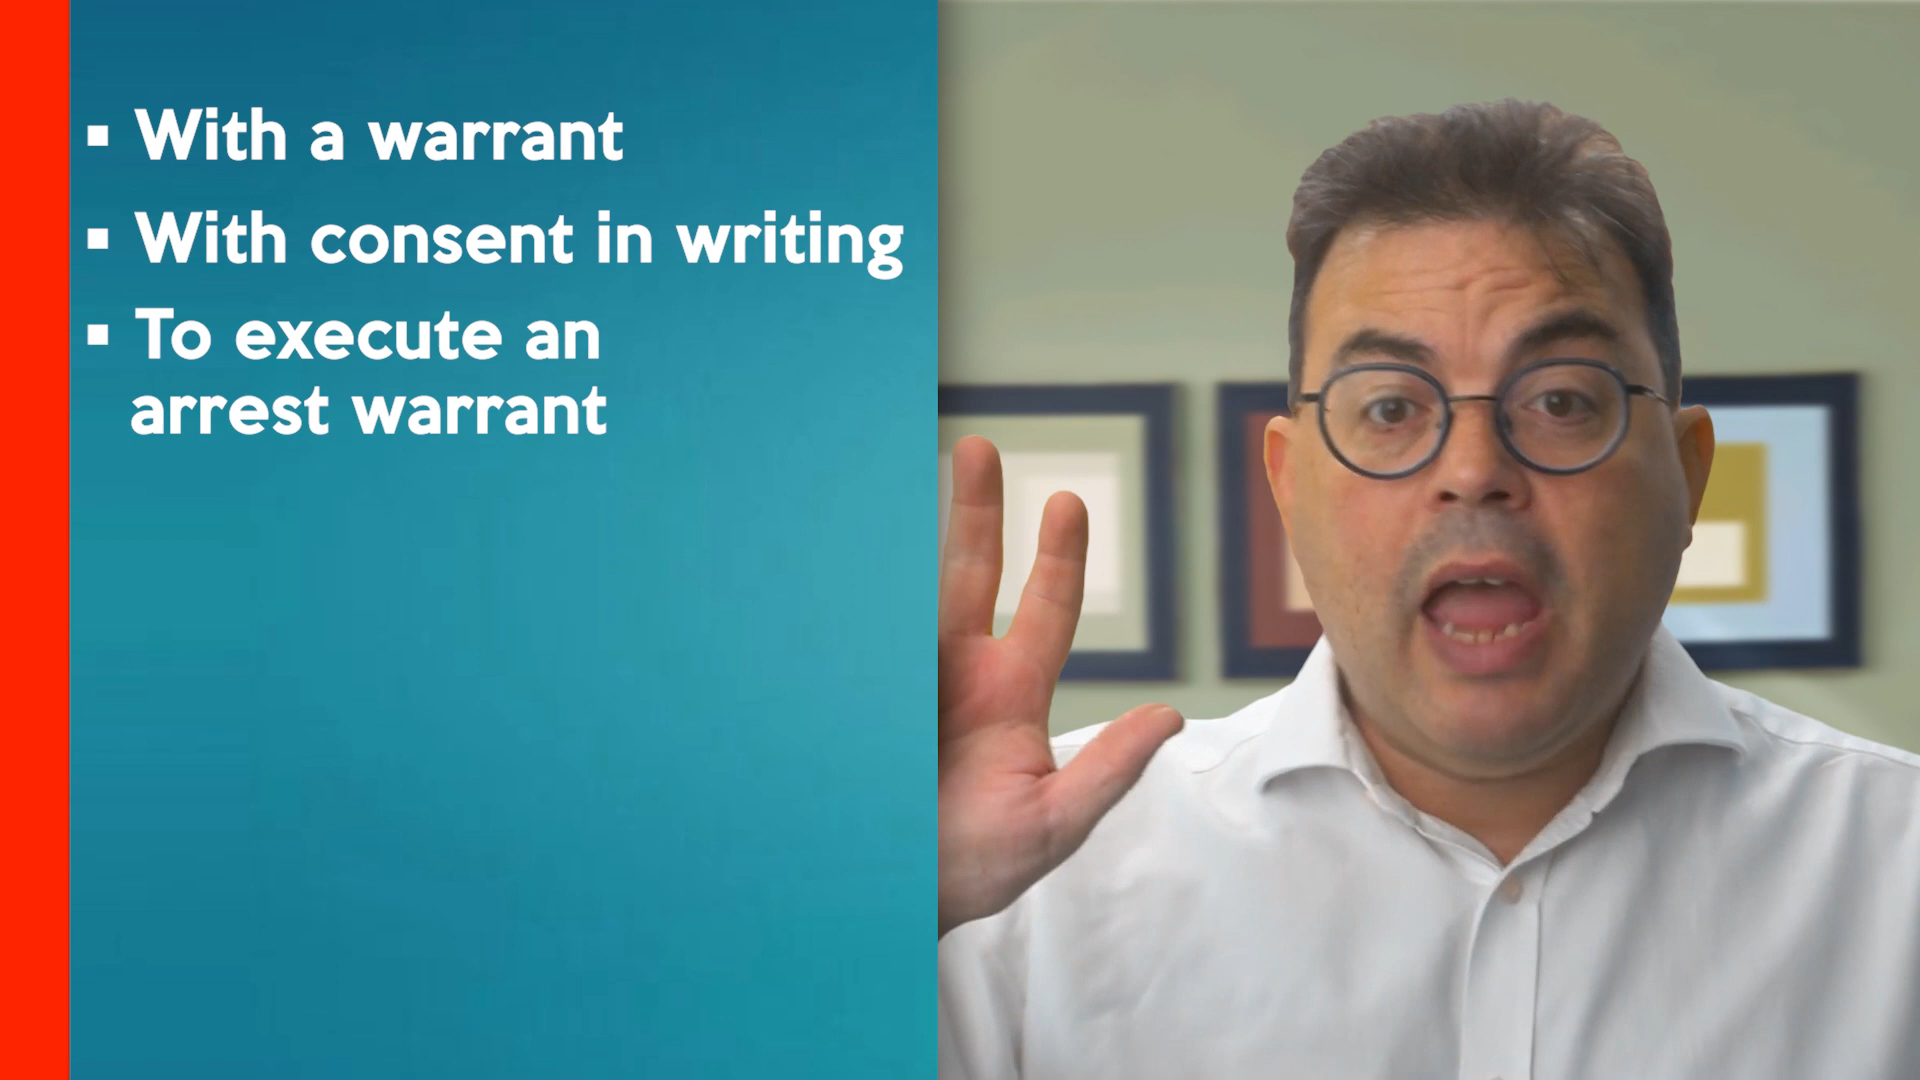 ▪ With a warrant
▪ With consent in writing
▪ To execute an
arrest warrant